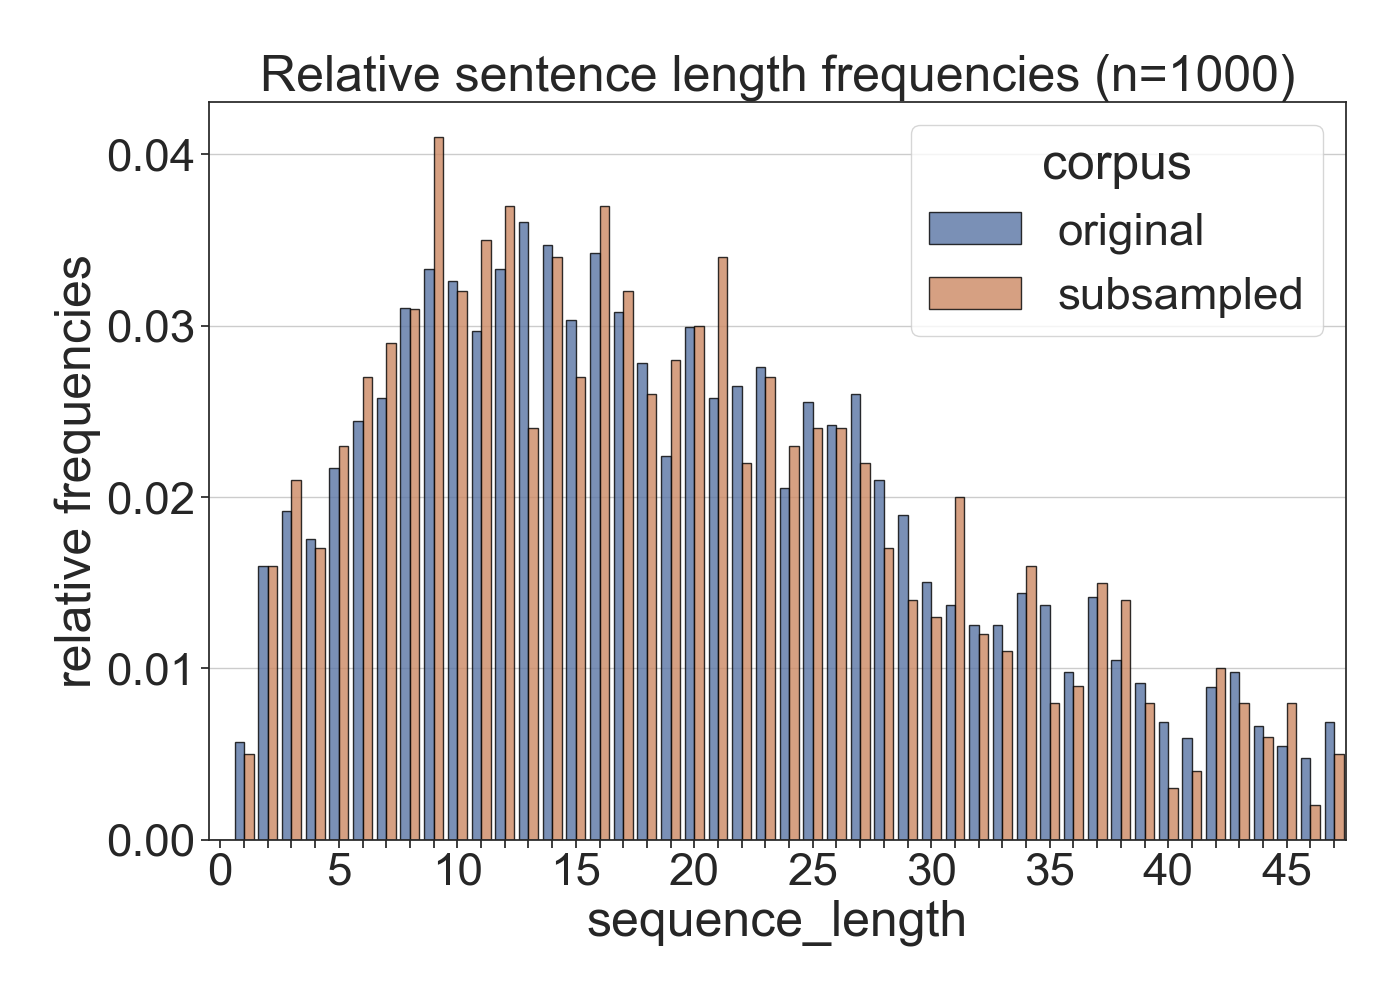 Relative sentence length frequencies (n=1000)
corpus
original
subsampled
relative frequencies
0.04
0.03
0.02
0.01
0.00
0 5 10 15 20 25 30 35 40 45
sequence_length